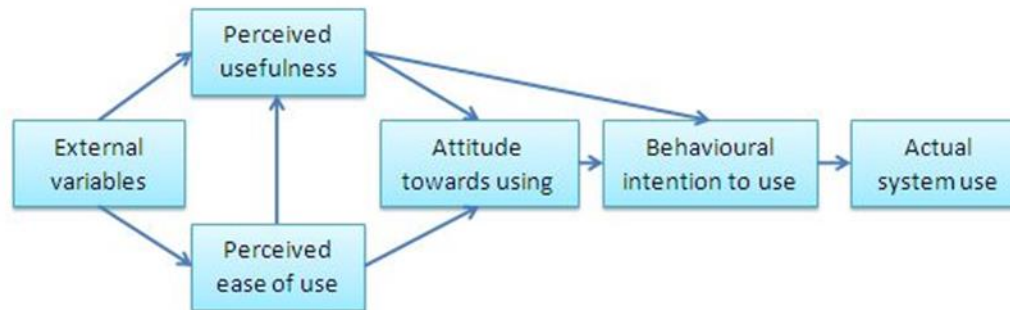 Perceived
usefulness
External
variables
Attitude
towards using
Behavioural
intention to use
Actual
system use
Perceived
ease of use